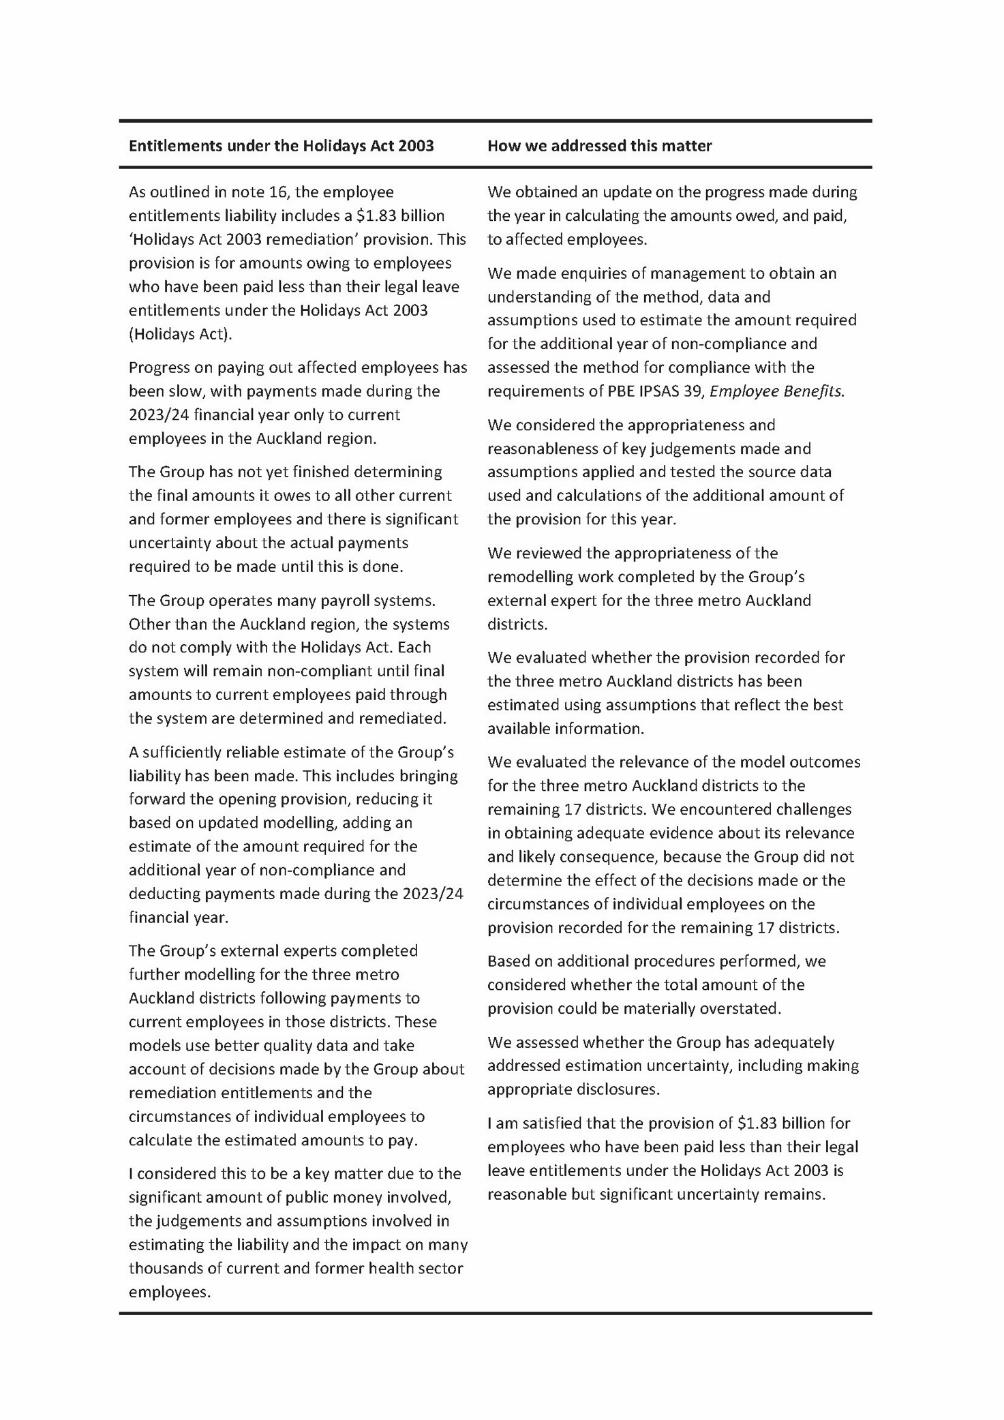 Entitlements under the Holidays Act 2003
As outlined in note 16, the employee
entitlements liability includes a $1.83 billion
‘Holidays Act 2003 remediation’ provision. This
provision is for amounts owing to employees
who have been paid less than their legal leave
entitlements under the Holidays Act 2003
(Holidays Act).
Progress on paying out affected employees has
been slow, with payments made during the
2023/24 financial year only to current
employees in the Auckland region.
The Group has not yet finished determining
the final amounts it owes to all other current
and former employees and there is significant
uncertainty about the actual payments
required to be made until this is done.
The Group operates many payroll systems.
Other than the Auckland region, the systems
do not comply with the Holidays Act. Each
system will remain non-compliant until final
amounts to current employees paid through
the system are determined and remediated.
A sufficiently reliable estimate of the Group’s
liability has been made. This includes bringing
forward the opening provision, reducing it
based on updated modelling, adding an
estimate of the amount required for the
additional year of non-compliance and
deducting payments made during the 2023/24
financial year.
The Group’s external experts completed
further modelling for the three metro
Auckland districts following payments to
current employees in those districts. These
models use better quality data and take
account of decisions made by the Group about
remediation entitlements and the
circumstances of individual employees to
calculate the estimated amounts to pay.
I considered this to be a key matter due to the
significant amount of public money involved,
the judgements and assumptions involved in
estimating the liability and the impact on many
thousands of current and former health sector
employees.
How we addressed this matter
We obtained an update on the progress made during
the year in calculating the amounts owed, and paid,
to affected employees.
We made enquiries of management to obtain an
understanding of the method, data and
assumptions used to estimate the amount required
for the additional year of non-compliance and
assessed the method for compliance with the
requirements of PBE IPSAS 39, Employee Benefits.
We considered the appropriateness and
reasonableness of key judgements made and
assumptions applied and tested the source data
used and calculations of the additional amount of
the provision for this year.
We reviewed the appropriateness of the
remodelling work completed by the Group’s
external expert for the three metro Auckland
districts.
We evaluated whether the provision recorded for
the three metro Auckland districts has been
estimated using assumptions that reflect the best
available information.
We evaluated the relevance of the model outcomes
for the three metro Auckland districts to the
remaining 17 districts. We encountered challenges
in obtaining adequate evidence about its relevance
and likely consequence, because the Group did not
determine the effect of the decisions made or the
circumstances of individual employees on the
provision recorded for the remaining 17 districts.
Based on additional procedures performed, we
considered whether the total amount of the
provision could be materially overstated.
We assessed whether the Group has adequately
addressed estimation uncertainty, including making
appropriate disclosures.
I am satisfied that the provision of $1.83 billion for
employees who have been paid less than their legal
leave entitlements under the Holidays Act 2003 is
reasonable but significant uncertainty remains.